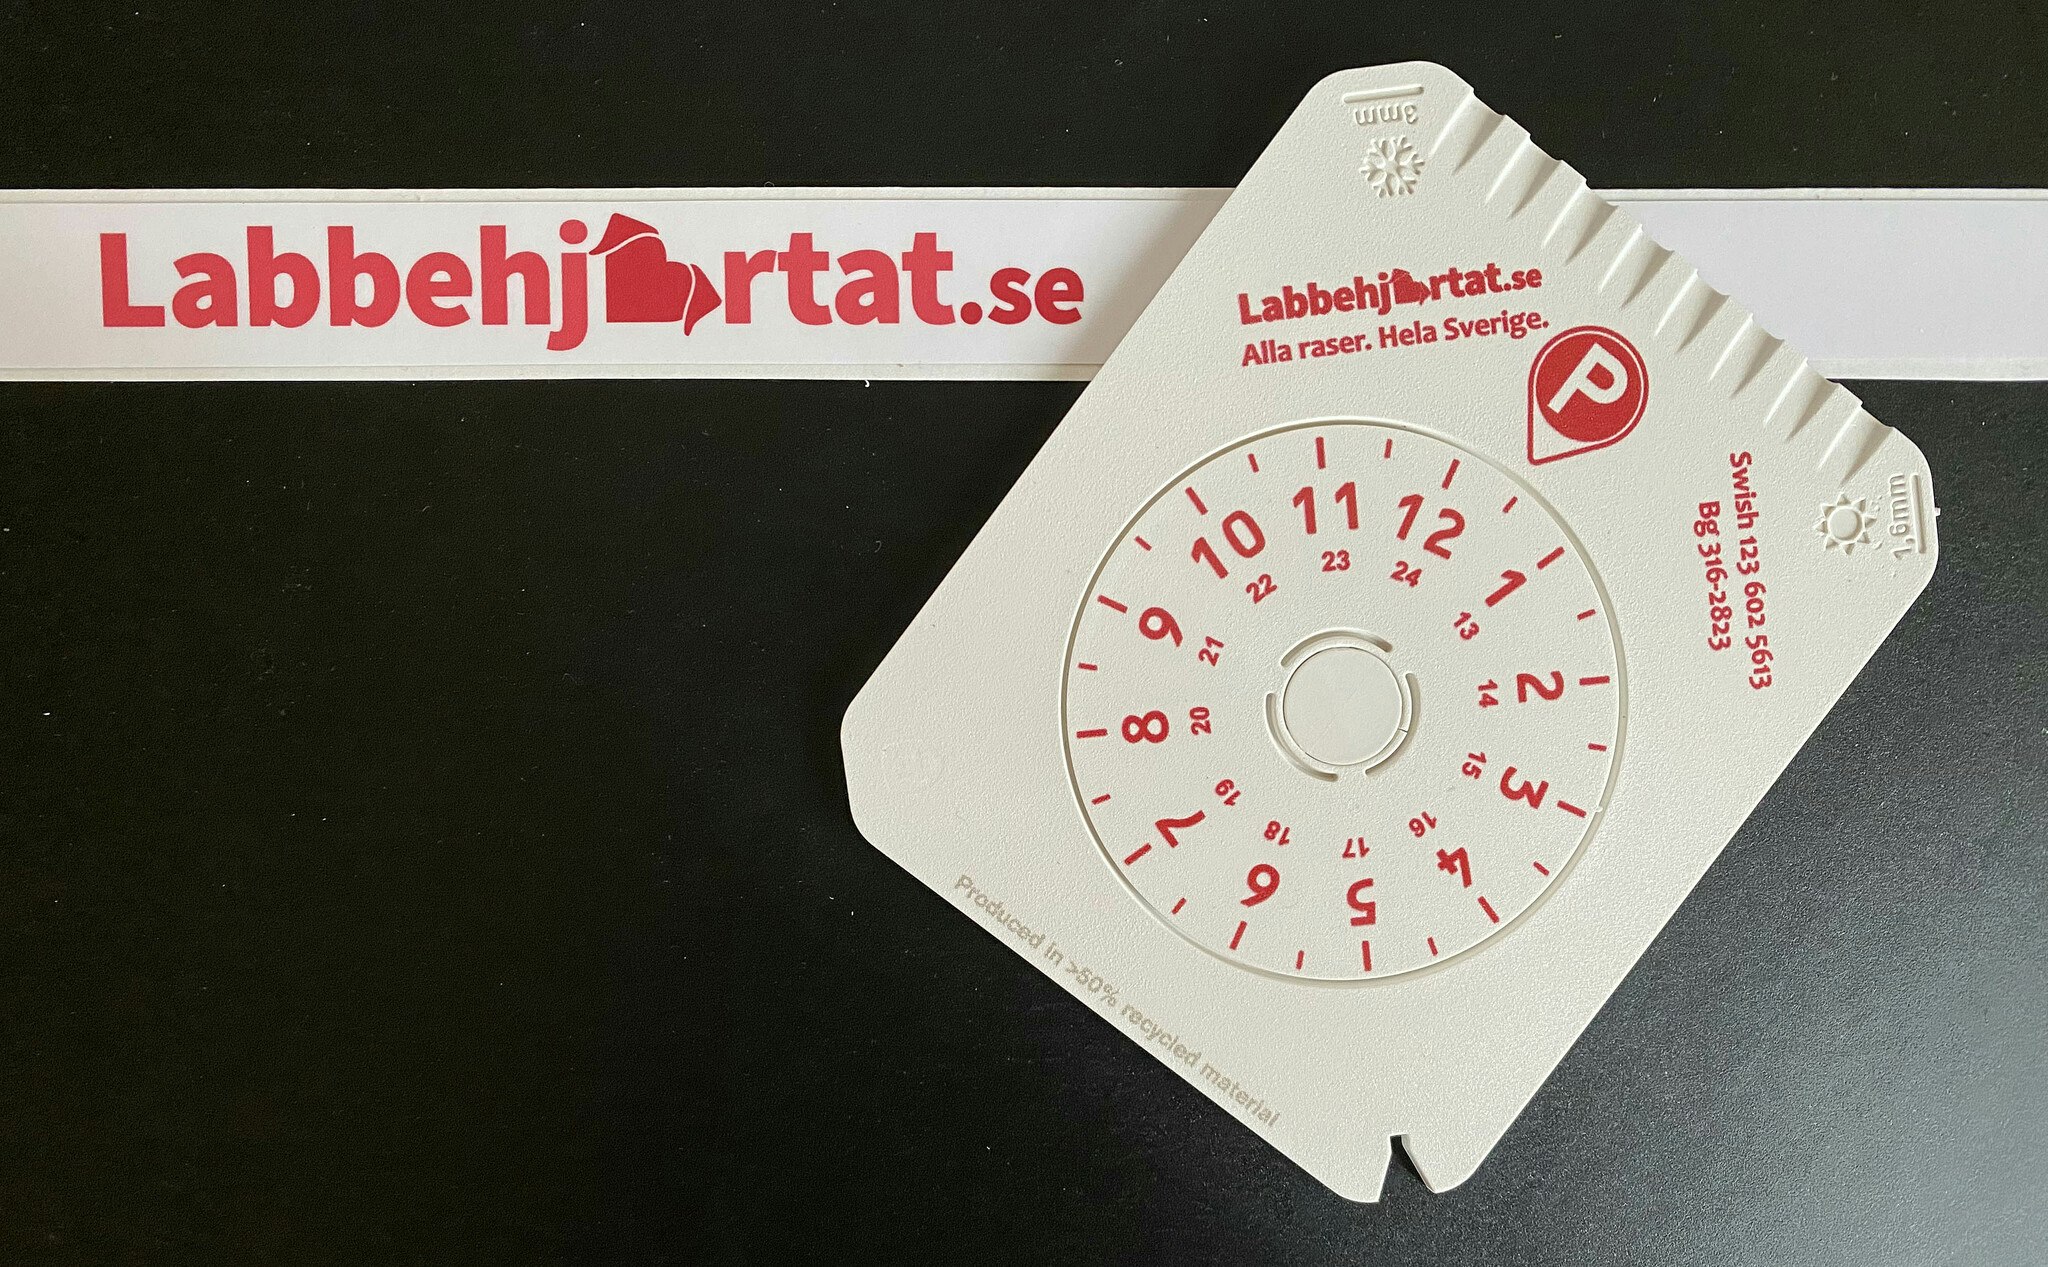 Labbehjärtat.se
3mm
Labbehjärtat.se
Alla raser. Hela Sverige.
P
1,6mm
Swish 123 602 5613
Bg 316-2823
1
2
3
4
5
6
7
8
9
10
11
12
13
14
15
16
17
18
19
20
21
22
23
24
Produced in >80% recycled material